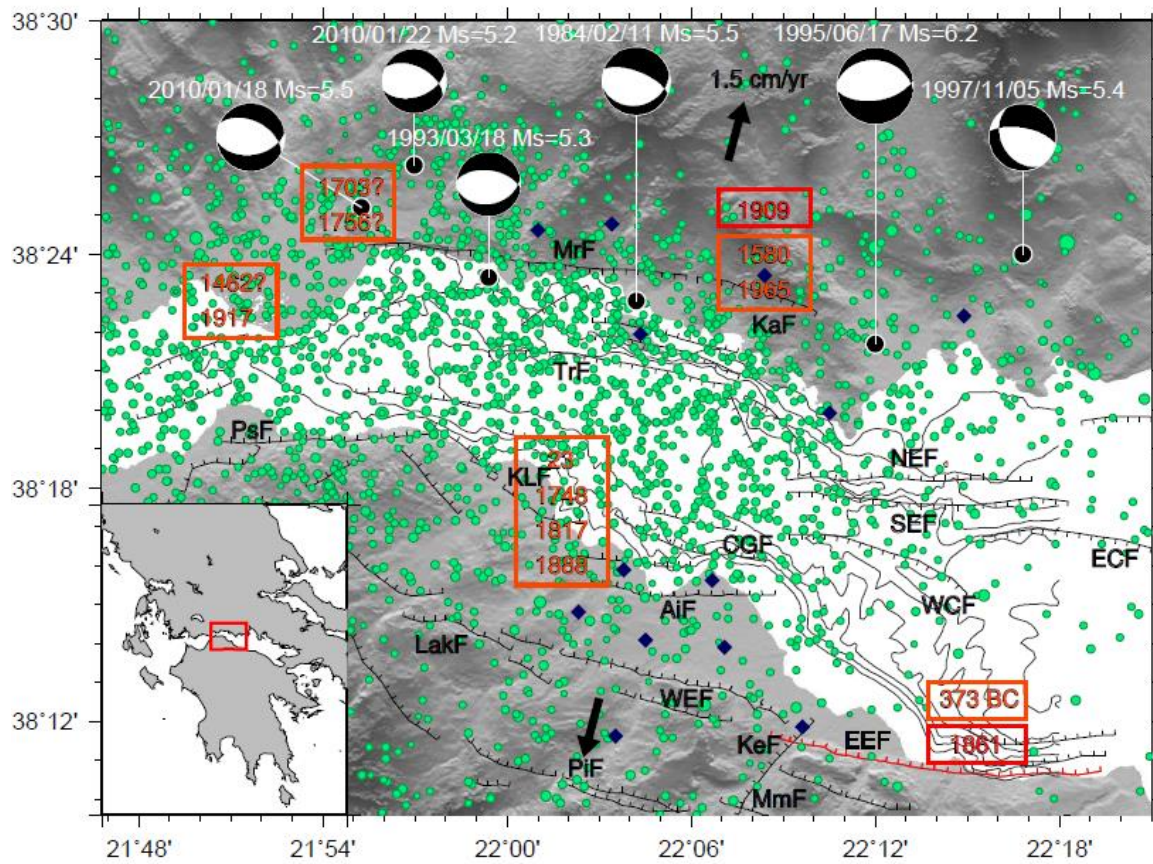 38°30'
38°24'
38°18'
38°12'
21°48'
21°54'
22°00'
22°06'
22°12'
22°18'
2010/01/22 Ms=5.2
1984/02/11 Ms=5.5
1995/06/17 Ms=6.2
2010/01/18 Ms=5.5
1.5 cm/yr
1997/11/05 Ms=5.4
1993/03/18 Ms=5.3
1703?
1756?
1909
1580
1965
MrF
KaF
1462?
1917
TrF
PsF
KLF
23
1748
1817
1888
NEF
SEF
CGF
ECF
WCF
AiF
LakF
WEF
373 BC
1861
KeF
EEF
PiF
MmF